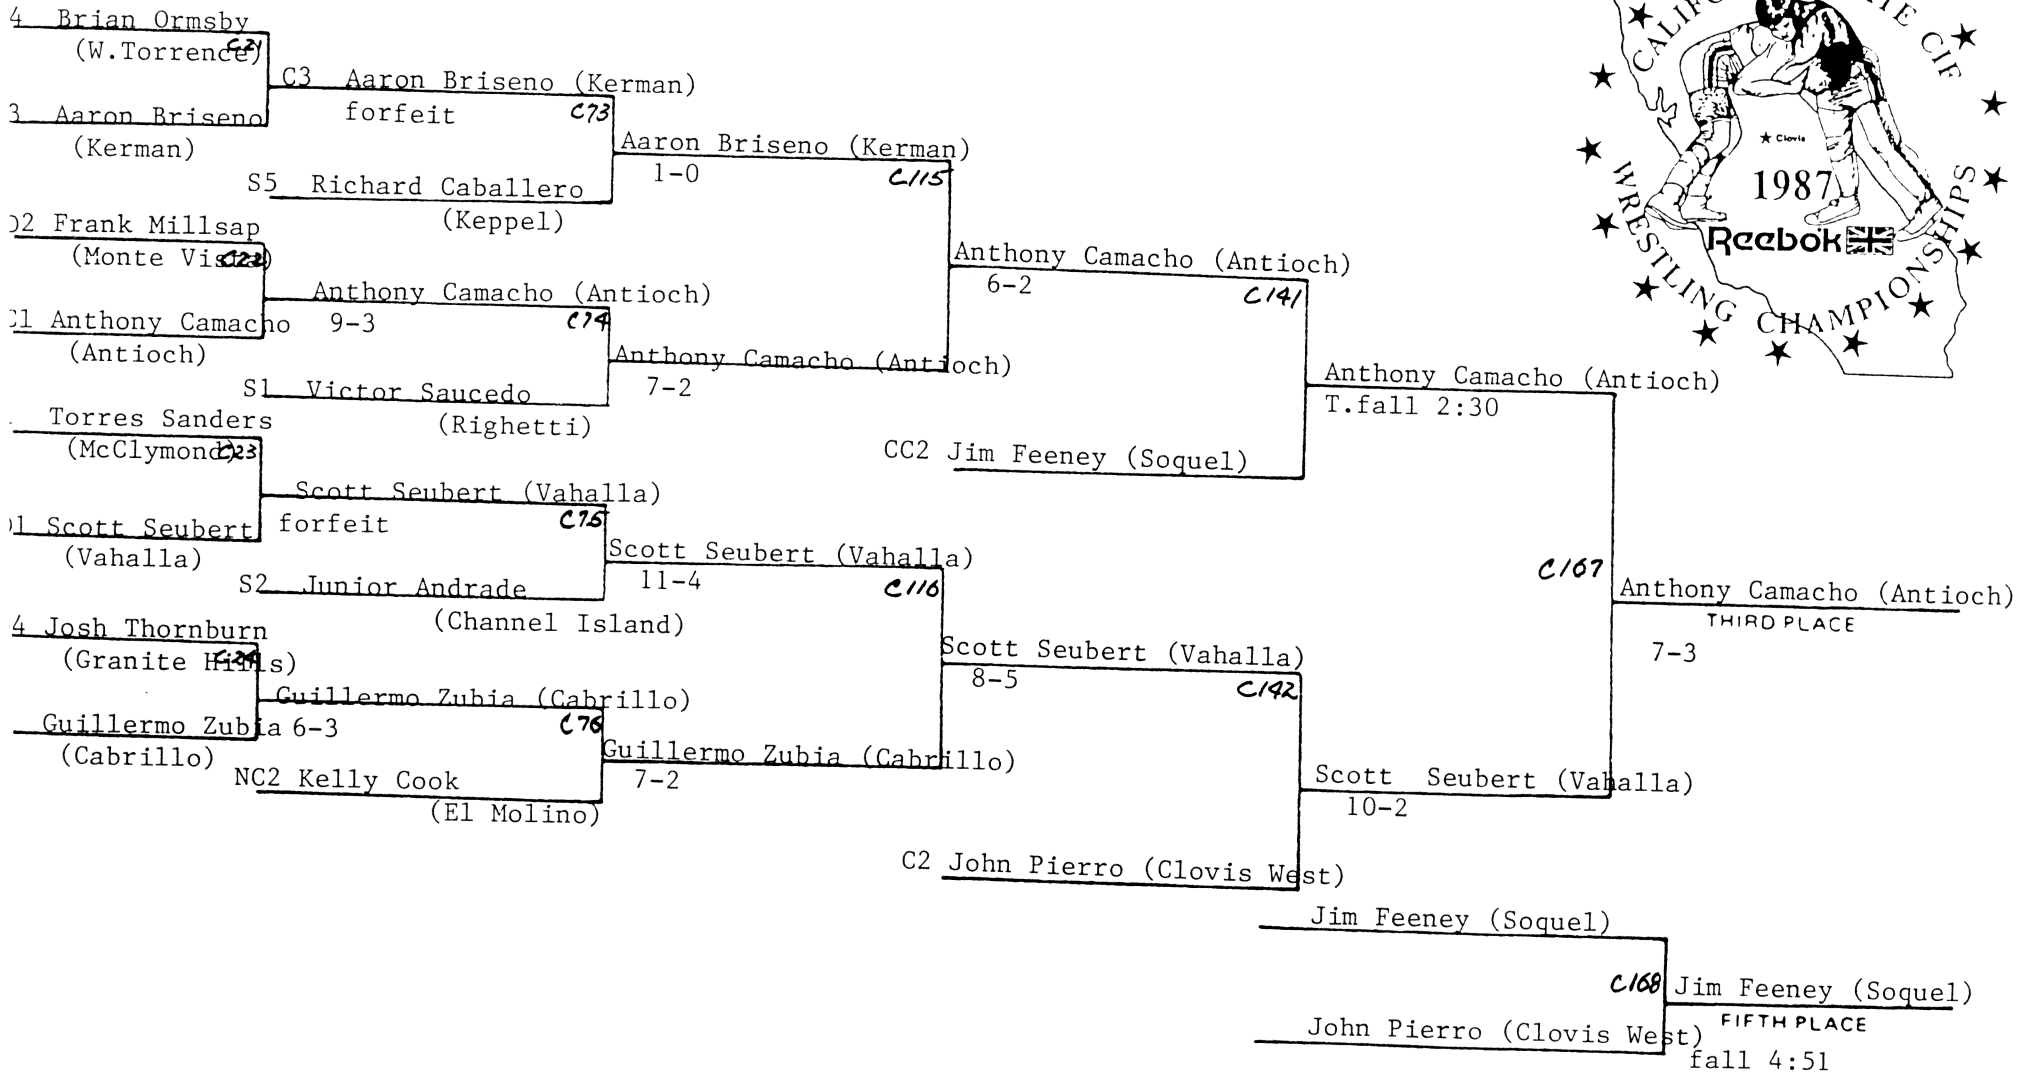 4 Brian Ormsby
(W.Torrence)
C21
C3 Aaron Briseno (Kerman)
forfeit
C73
3 Aaron Briseno
(Kerman)
Aaron Briseno (Kerman)
1-0
C115
S5 Richard Caballero
(Keppel)
2 Frank Millsap
(Monte Vista)
C22
Anthony Camacho (Antioch)
9-3
C74
C1 Anthony Camacho
(Antioch)
Anthony Camacho (Antioch)
7-2
S1 Victor Saucedo
(Righetti)
Anthony Camacho (Antioch)
6-2
C141
Torres Sanders
(McClymond)
C23
Scott Seubert (Vahalla)
forfeit
C75
1 Scott Seubert
(Vahalla)
Scott Seubert (Vahalla)
11-4
C116
S2 Junior Andrade
(Channel Island)
CC2 Jim Feeney (Soquel)
Anthony Camacho (Antioch)
T.fall 2:30
C167
4 Josh Thornburn
(Granite Hills)
C24
Guillermo Zubia (Cabrillo)
6-3
C76
Guillermo Zubia
(Cabrillo)
Guillermo Zubia (Cabrillo)
7-2
NC2 Kelly Cook
(El Molino)
Scott Seubert (Vahalla)
8-5
C142
C2 John Pierro (Clovis West)
Scott Seubert (Vahalla)
10-2
Anthony Camacho (Antioch)
THIRD PLACE
7-3
Jim Feeney (Soquel)
C168
John Pierro (Clovis West)
Jim Feeney (Soquel)
FIFTH PLACE
fall 4:51
CIF
Clovis
1987
Reebok
WRESTLING CHAMPIONSHIPS